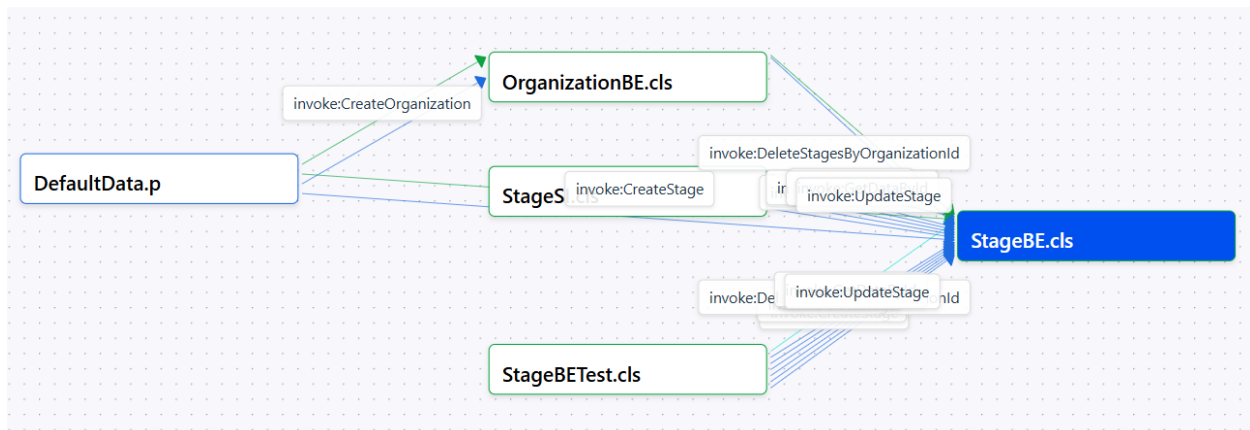 OrganizationBE.cls
invoke:CreateOrganization
invoke:DeleteStagesByOrganizationId
DefaultData.p
invoke:CreateStage
invoke:UpdateStage
StageBE.cls
invoke:UpdateStage
StageBETest.cls